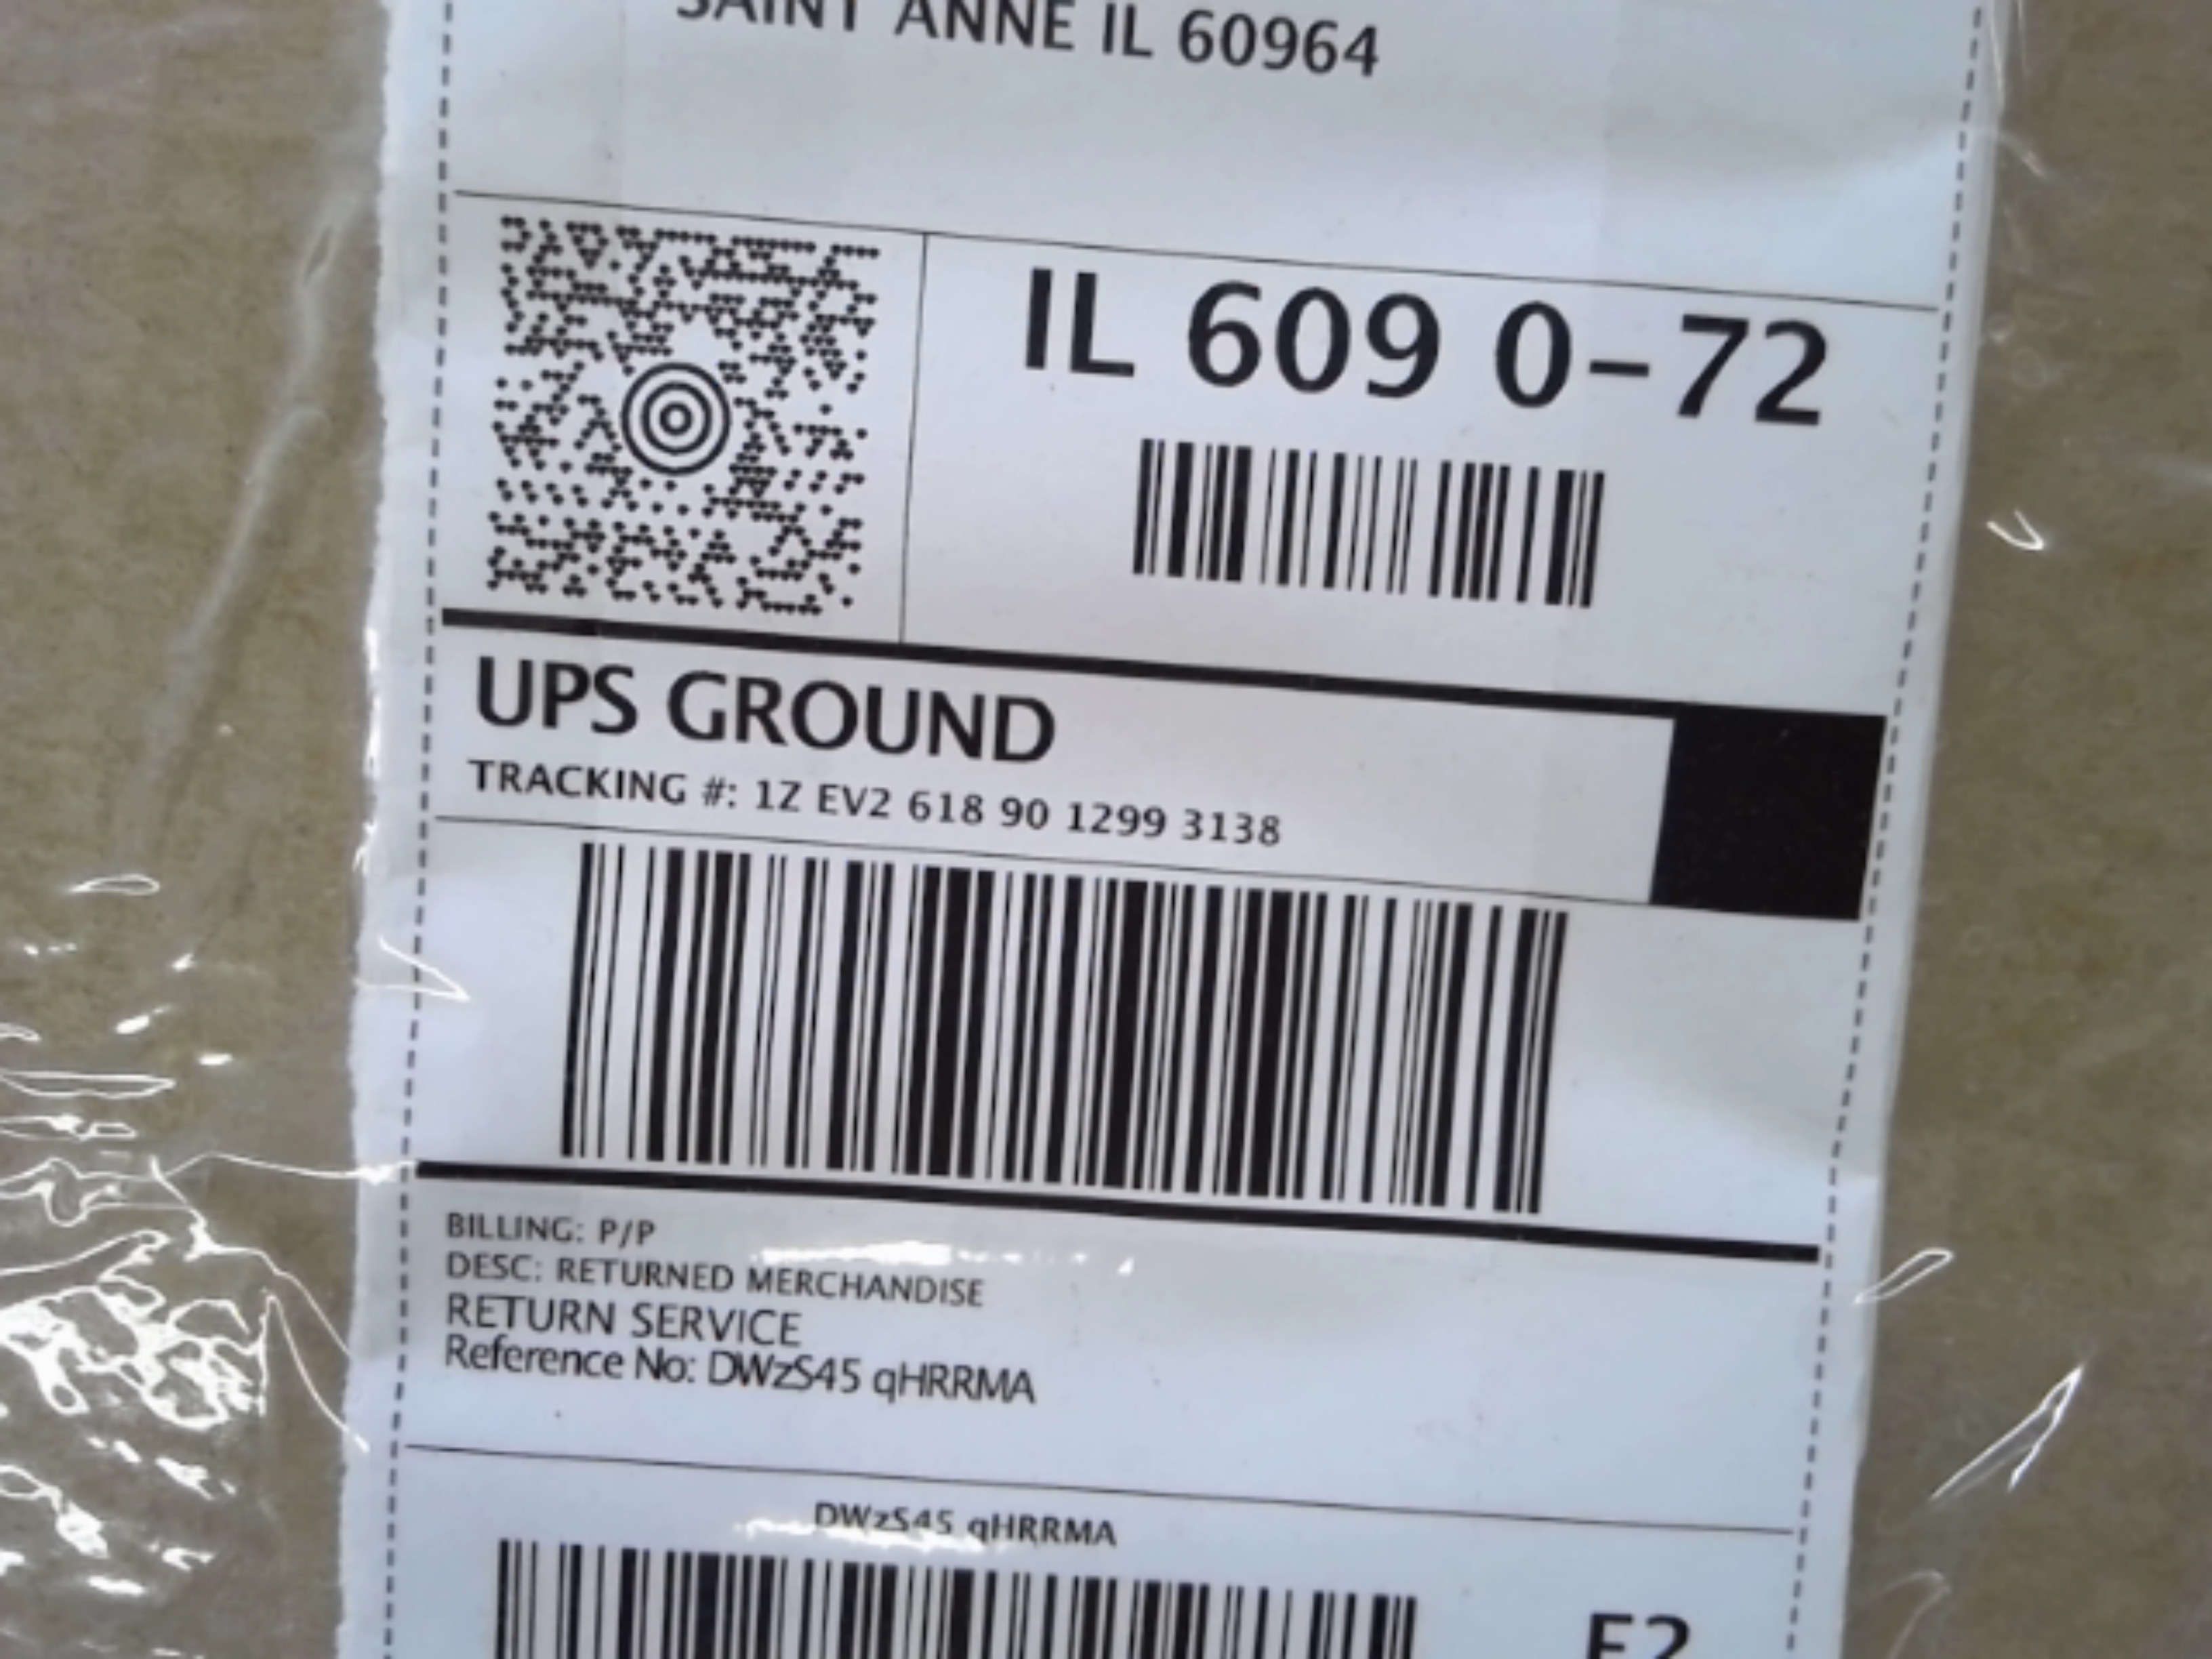 SAINT ANNE IL 60964
IL 609 0-72
UPS GROUND
TRACKING #: 1Z EV2 618 90 1299 3138
BILLING: P/P
DESC: RETURNED MERCHANDISE
RETURN SERVICE
Reference No: DWzS45 qHRRMA
DWzS45 qHRRMA
F2